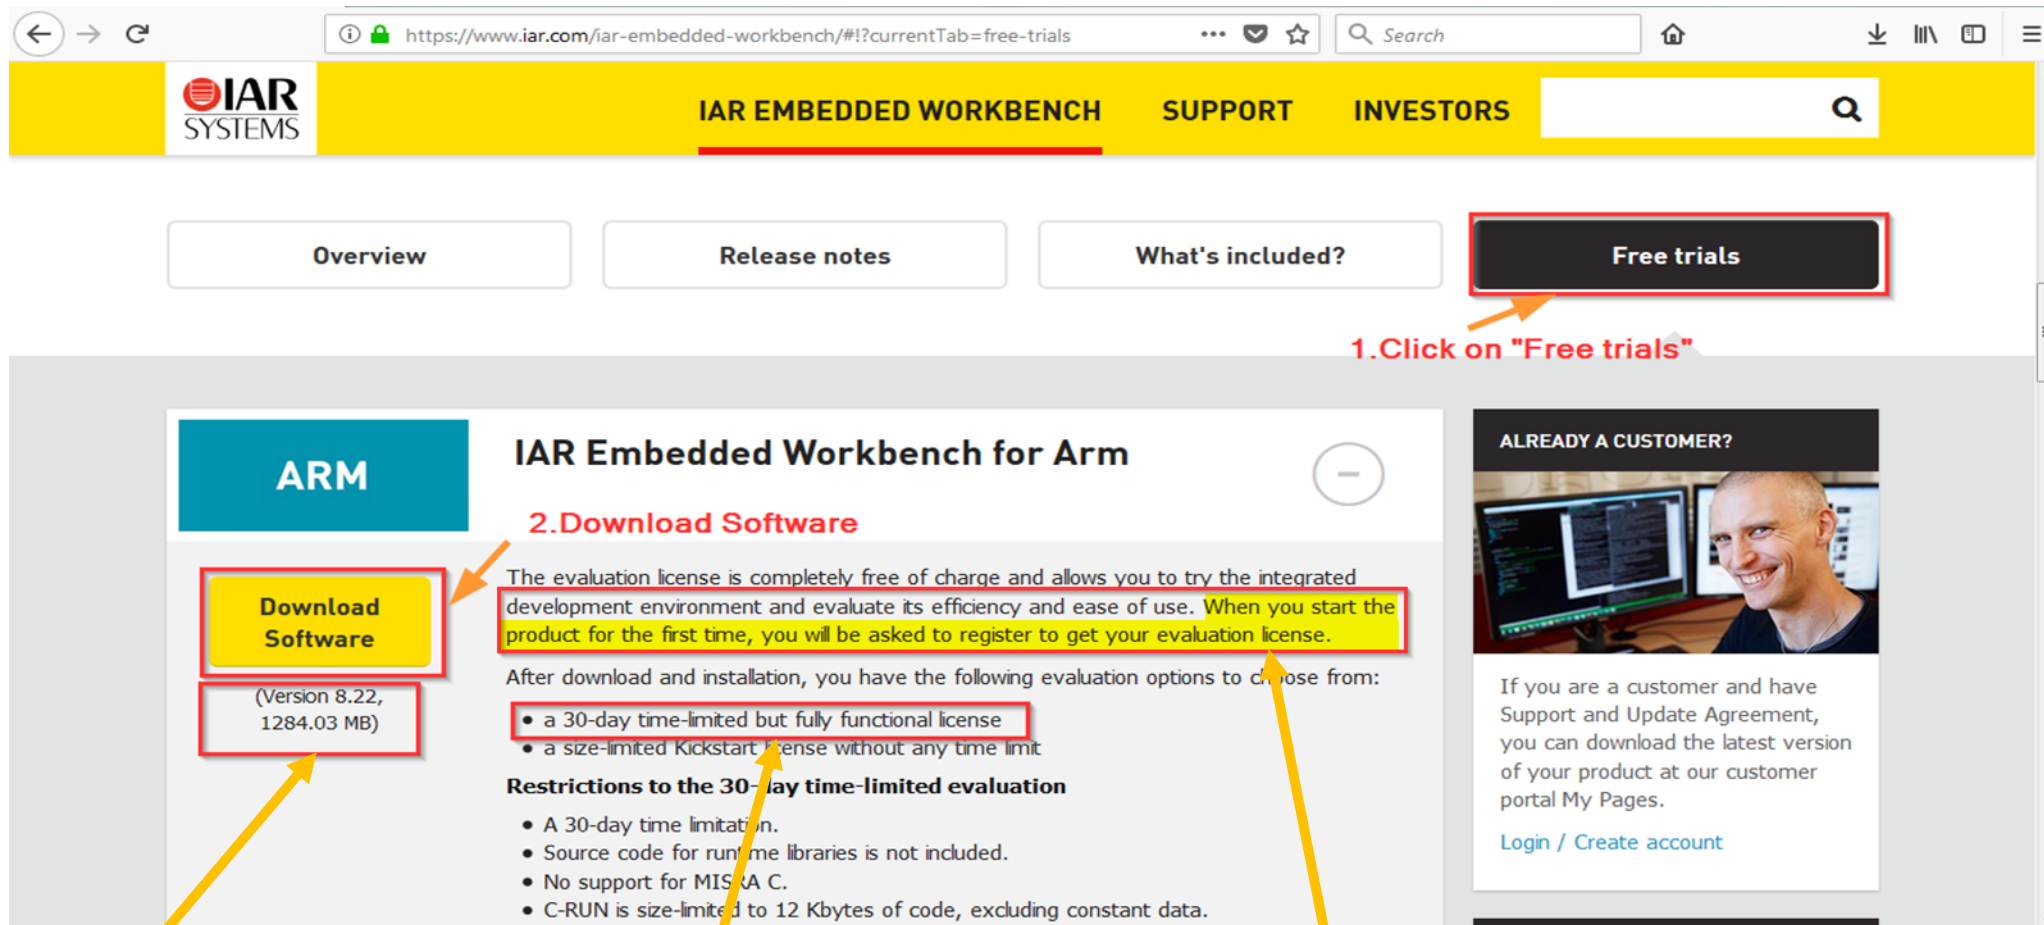 https://www.iar.com/iar-embedded-workbench/#!?currentTab=free-trials
Search
IAR
SYSTEMS
IAR EMBEDDED WORKBENCH
SUPPORT
INVESTORS
Overview
Release notes
What's included?
Free trials
1.Click on "Free trials"
ARM
IAR Embedded Workbench for Arm
2.Download Software
Download
Software
(Version 8.22,
1284.03 MB)
The evaluation license is completely free of charge and allows you to try the integrated
development environment and evaluate its efficiency and ease of use. When you start the
product for the first time, you will be asked to register to get your evaluation license.
After download and installation, you have the following evaluation options to choose from:
• a 30-day time-limited but fully functional license
• a size-limited Kickstart license without any time limit
Restrictions to the 30-day time-limited evaluation
• A 30-day time limitation.
• Source code for runtime libraries is not included.
• No support for MISRA C.
• C-RUN is size-limited to 12 Kbytes of code, excluding constant data.
ALREADY A CUSTOMER?
If you are a customer and have
Support and Update Agreement,
you can download the latest version
of your product at our customer
portal My Pages.
Login / Create account